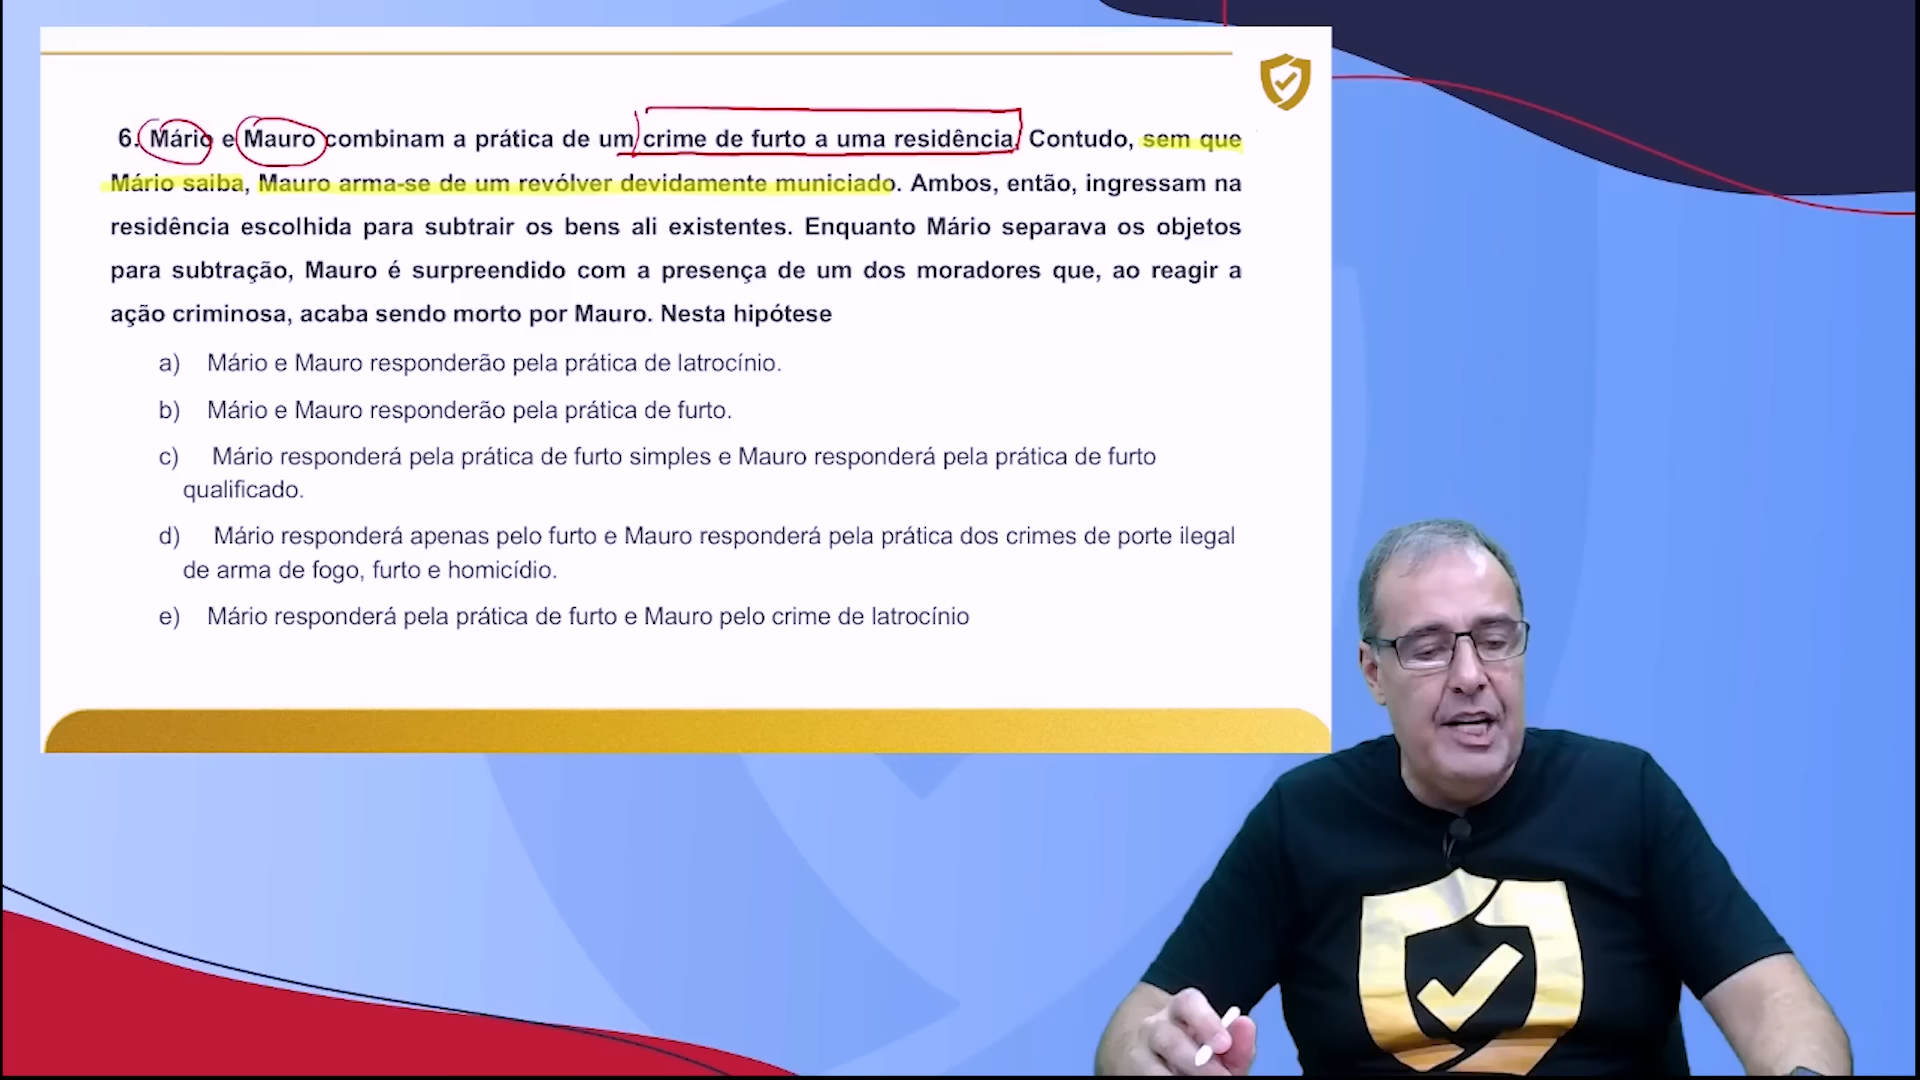 6. Mário e Mauro combinam a prática de um crime de furto a uma residência. Contudo, sem que
Mário saiba, Mauro arma-se de um revólver devidamente municiado. Ambos, então, ingressam na
residência escolhida para subtrair os bens ali existentes. Enquanto Mário separava os objetos
para subtração, Mauro é surpreendido com a presença de um dos moradores que, ao reagir a
ação criminosa, acaba sendo morto por Mauro. Nesta hipótese
a) Mário e Mauro responderão pela prática de latrocínio.
b) Mário e Mauro responderão pela prática de furto.
c) Mário responderá pela prática de furto simples e Mauro responderá pela prática de furto
qualificado.
d) Mário responderá apenas pelo furto e Mauro responderá pela prática dos crimes de porte ilegal
de arma de fogo, furto e homicídio.
e) Mário responderá pela prática de furto e Mauro pelo crime de latrocínio